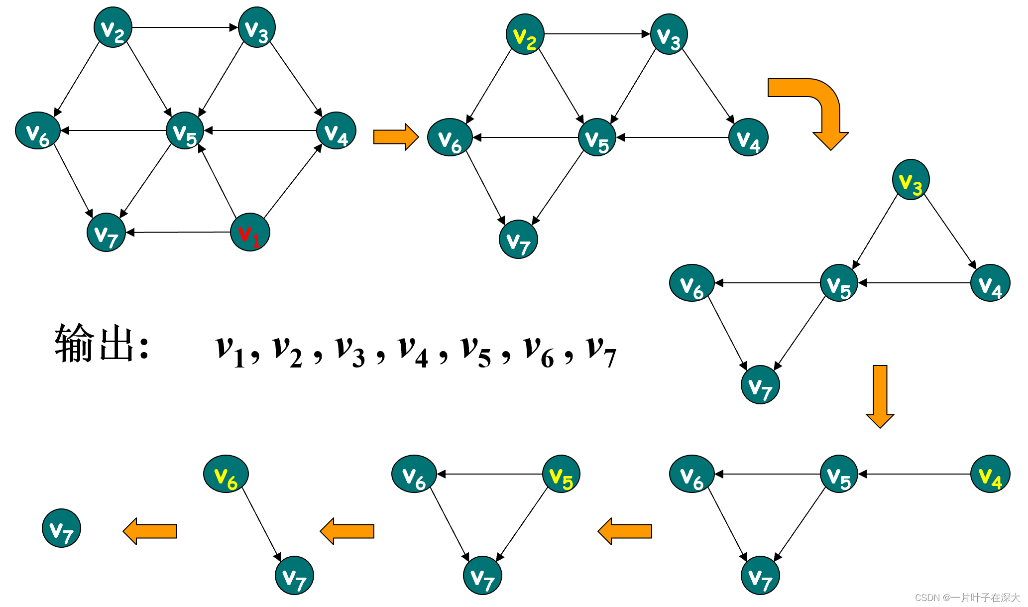 v2 v3
v6 v5 v4
v7 v1
v2 v3
v6 v5 v4
v7
v3
v6 v5 v4
v7
输出: v1, v2 , v3 , v4 , v5 , v6 , v7
v6 v5 v4
v7
v6 v5
v7
v6
v7
v7
CSDN @一片叶子在深大